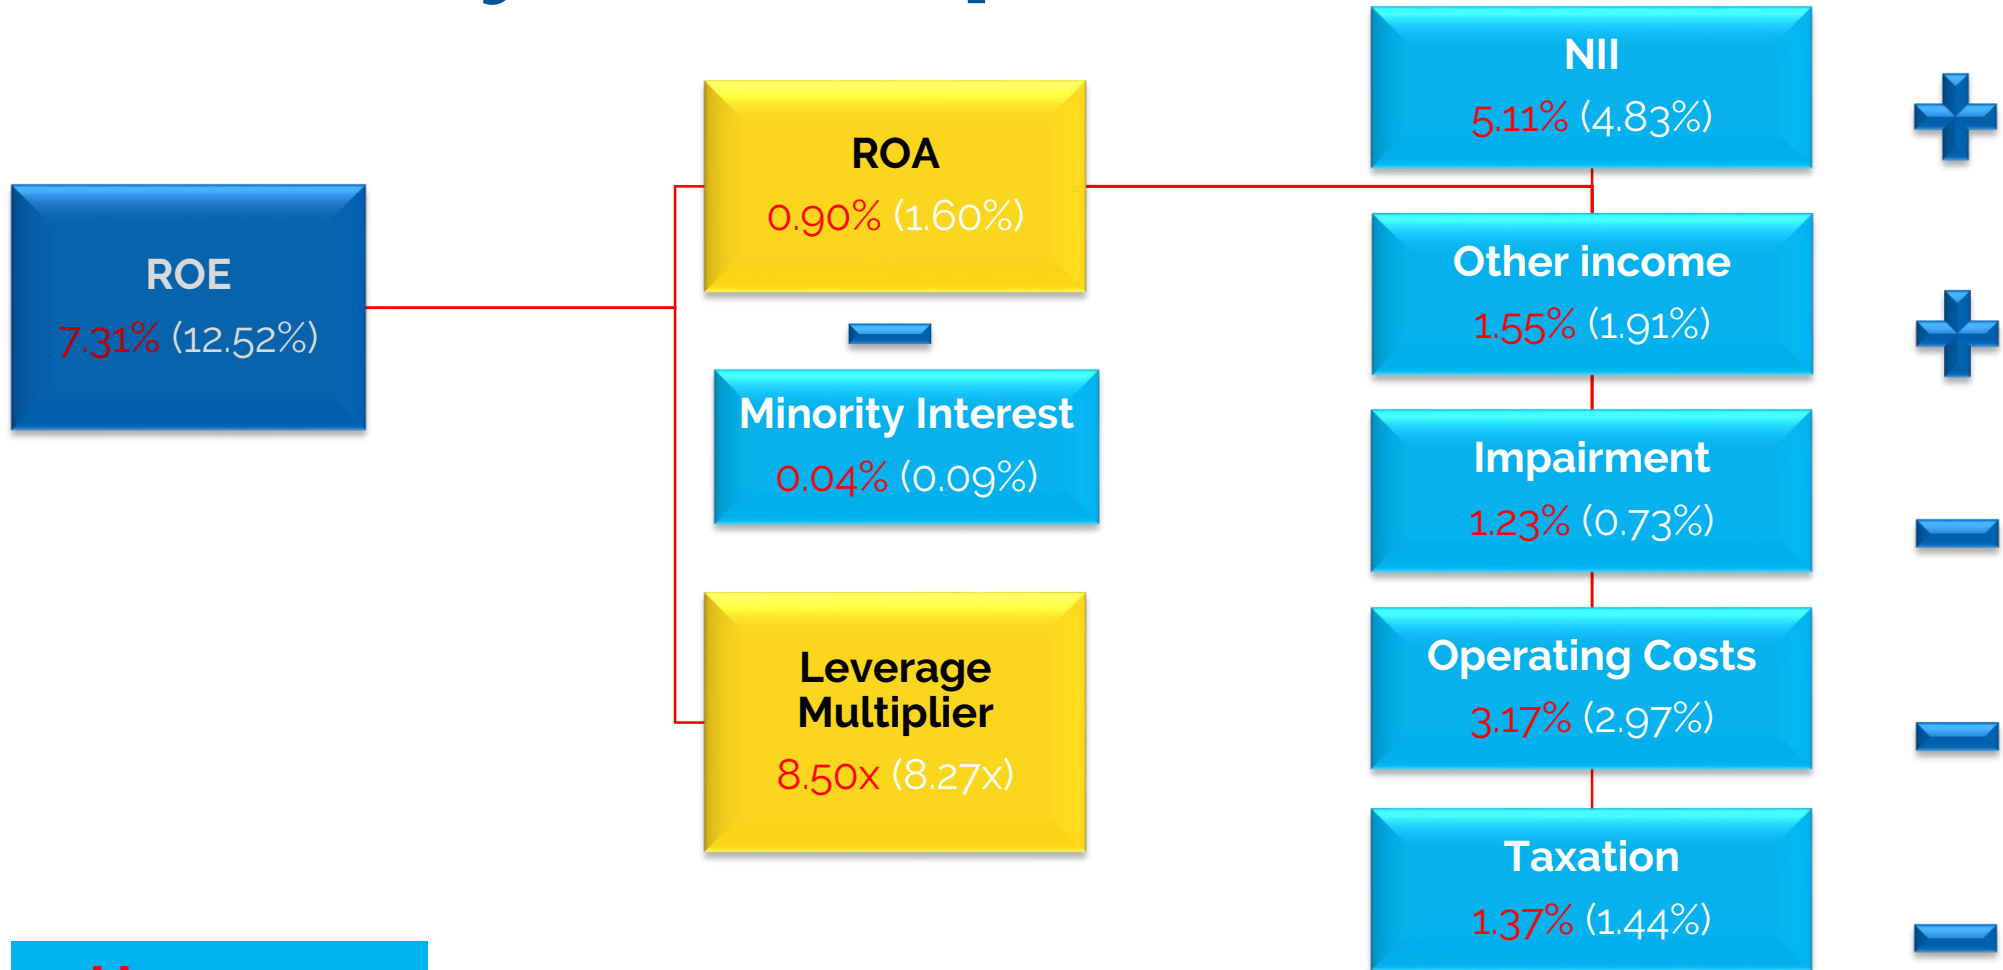 ROE
7.31% (12.52%)
ROA
0.90% (1.60%)
Minority Interest
0.04% (0.09%)
Leverage
Multiplier
8.50x (8.27x)
NII
5.11% (4.83%)
Other income
1.55% (1.91%)
Impairment
1.23% (0.73%)
Operating Costs
3.17% (2.97%)
Taxation
1.37% (1.44%)